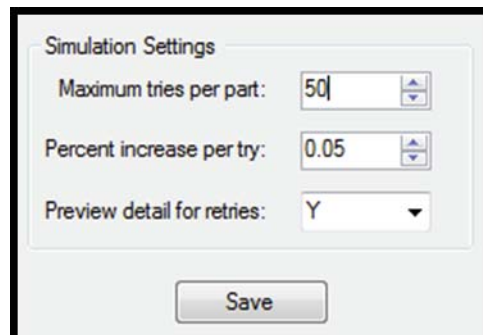 Simulation Settings
Maximum tries per part: 50
Percent increase per try: 0.05
Preview detail for retries: Y
Save